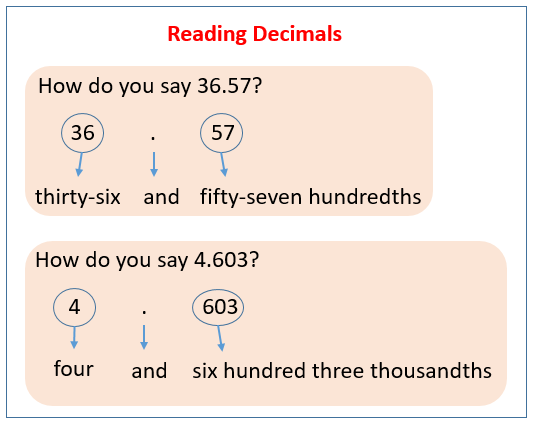 Reading Decimals
How do you say 36.57?
36 . 57
thirty-six and fifty-seven hundredths
How do you say 4.603?
4 . 603
four and six hundred three thousandths